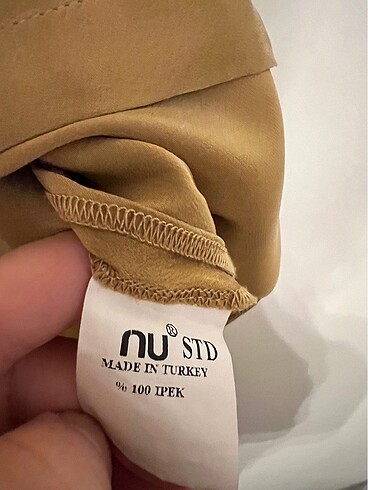 nu® STD
MADE IN TURKEY
% 100 IPEK